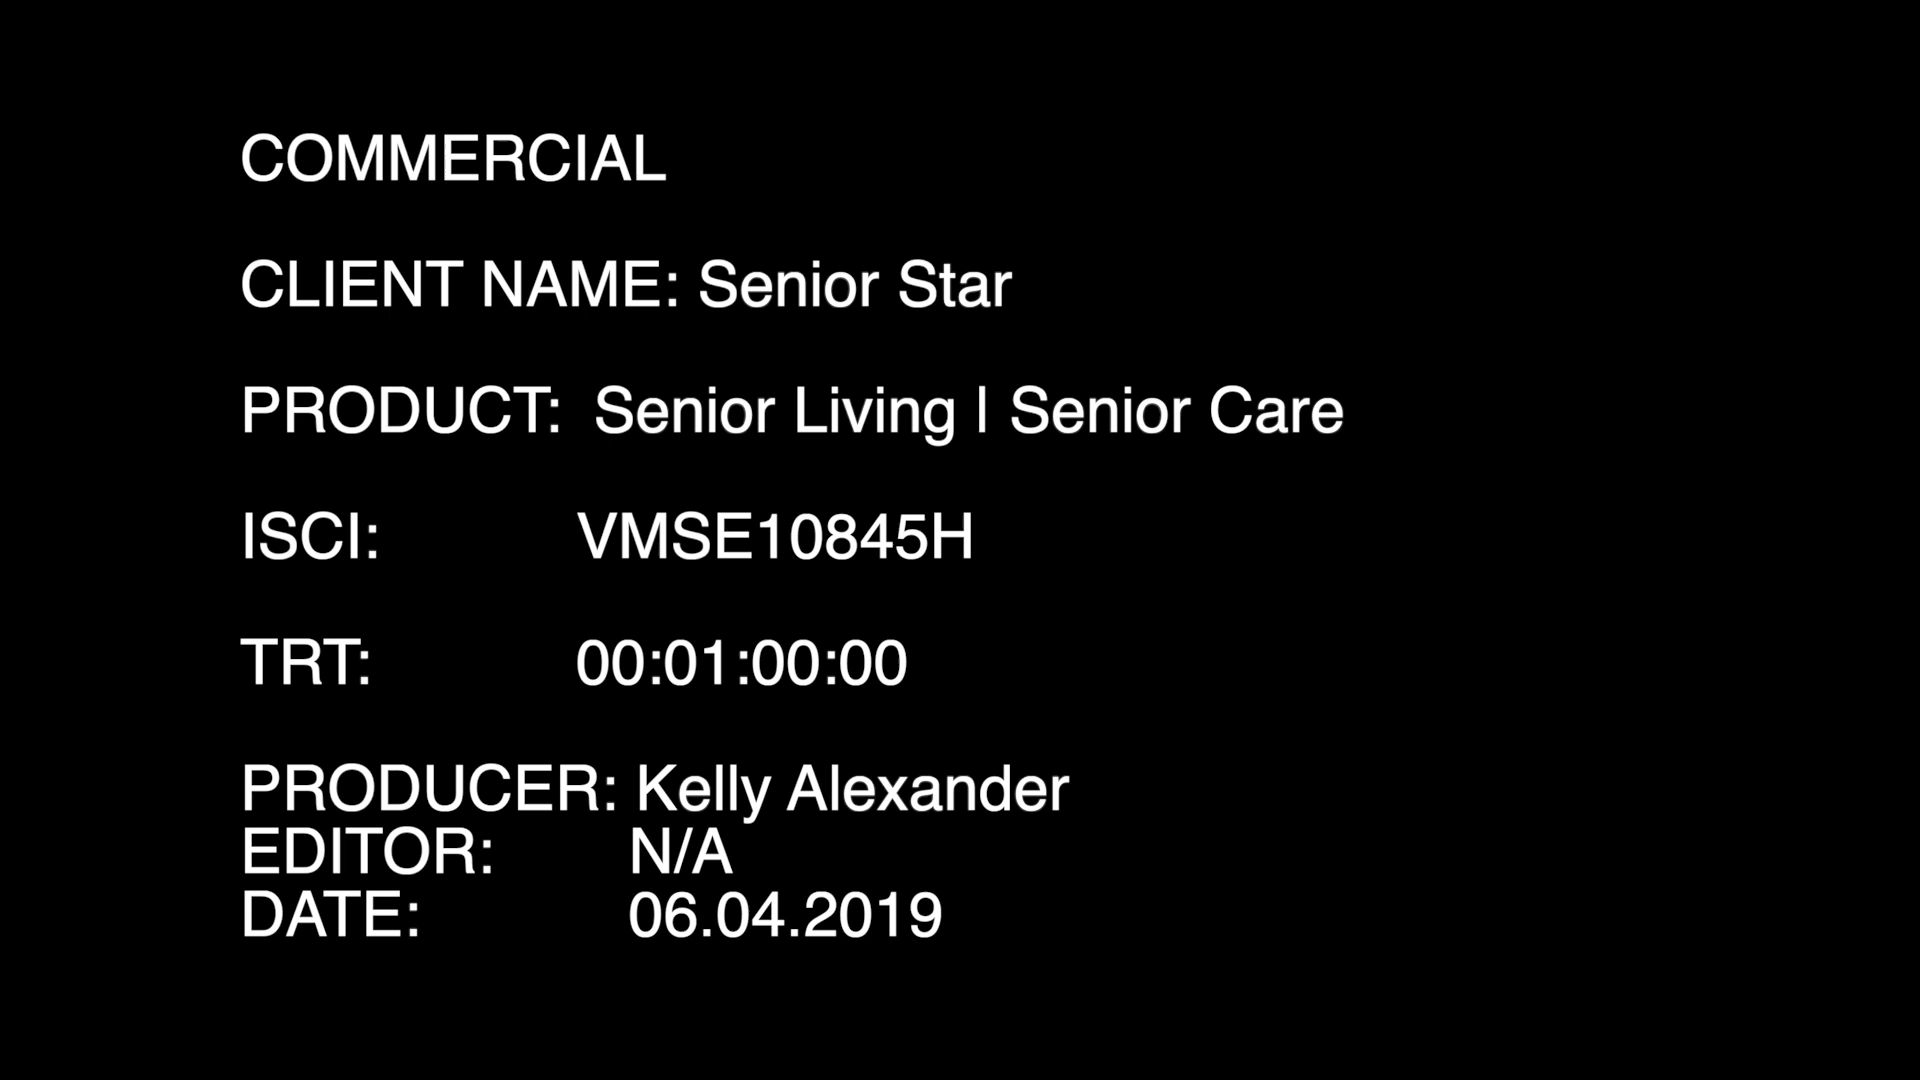 COMMERCIAL
CLIENT NAME: Senior Star
PRODUCT: Senior Living | Senior Care
ISCI: VMSE10845H
TRT: 00:01:00:00
PRODUCER: Kelly Alexander
EDITOR: N/A
DATE: 06.04.2019